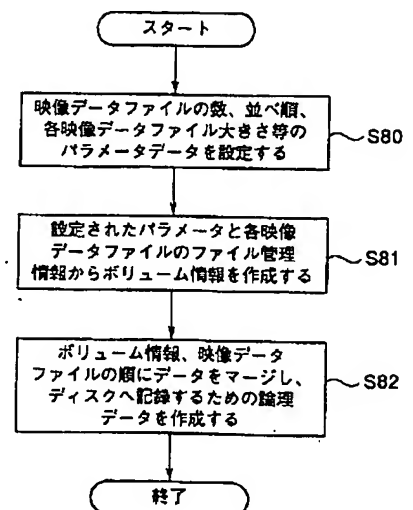 スタート
映像データファイルの数、並べ順、
各映像データファイル大きさ等の
パラメータデータを設定する
S80
設定されたパラメータと各映像
データファイルのファイル管理
情報からボリューム情報を作成する
S81
ボリューム情報、映像データ
ファイルの順にデータをマージし、
ディスクへ記録するための論理
データを作成する
S82
終了